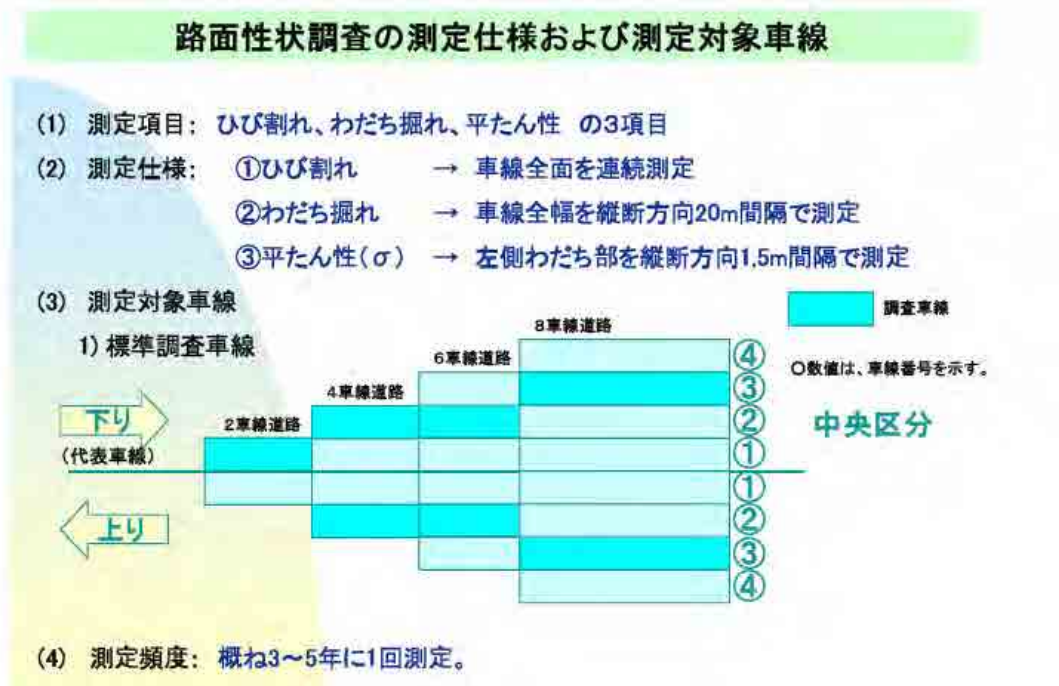 路面性状調査の測定仕様および測定対象車線
(1) 測定項目: ひび割れ、わだち掘れ、平たん性 の3項目
(2) 測定仕様: ①ひび割れ → 車線全面を連続測定
②わだち掘れ → 車線全幅を縦断方向20m間隔で測定
③平たん性(σ) → 左側わだち部を縦断方向1.5m間隔で測定
(3) 測定対象車線
1) 標準調査車線
調査車線
○数値は、車線番号を示す。
8車線道路
6車線道路
4車線道路
2車線道路
下り
(代表車線)
上り
中央区分
④
③
②
①
①
②
③
④
(4) 測定頻度: 概ね3~5年に1回測定。